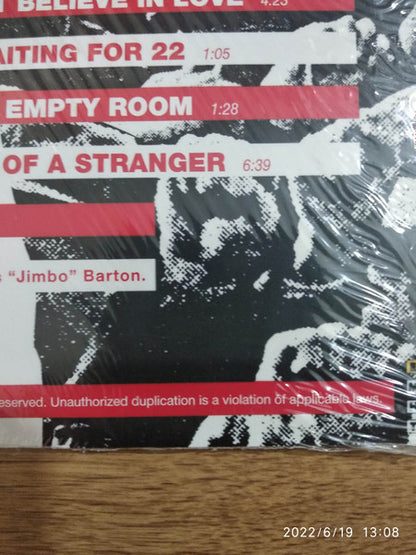 BELIEVE IN LOVE 4:23
AITING FOR 22 1:05
EMPTY ROOM 1:28
OF A STRANGER 6:39
s “Jimbo” Barton.
eserved. Unauthorized duplication is a violation of applicable laws.
2022/6/19 13:08